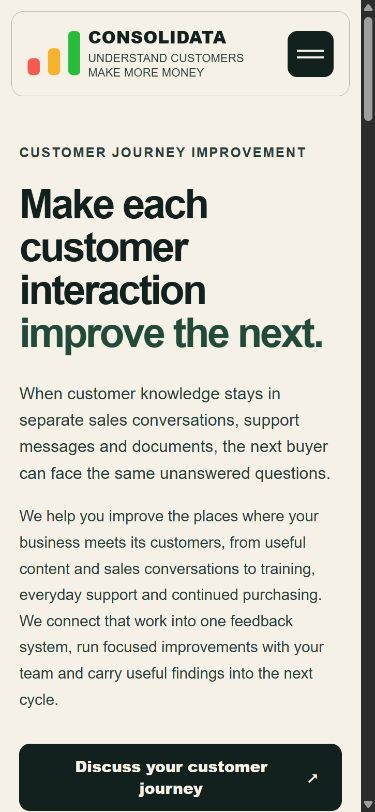 CONSOLIDATA
UNDERSTAND CUSTOMERS
MAKE MORE MONEY
CUSTOMER JOURNEY IMPROVEMENT
Make each
customer
interaction
improve the next.
When customer knowledge stays in
separate sales conversations, support
messages and documents, the next buyer
can face the same unanswered questions.
We help you improve the places where your
business meets its customers, from useful
content and sales conversations to training,
everyday support and continued purchasing.
We connect that work into one feedback
system, run focused improvements with your
team and carry useful findings into the next
cycle.
Discuss your customer
journey ↗